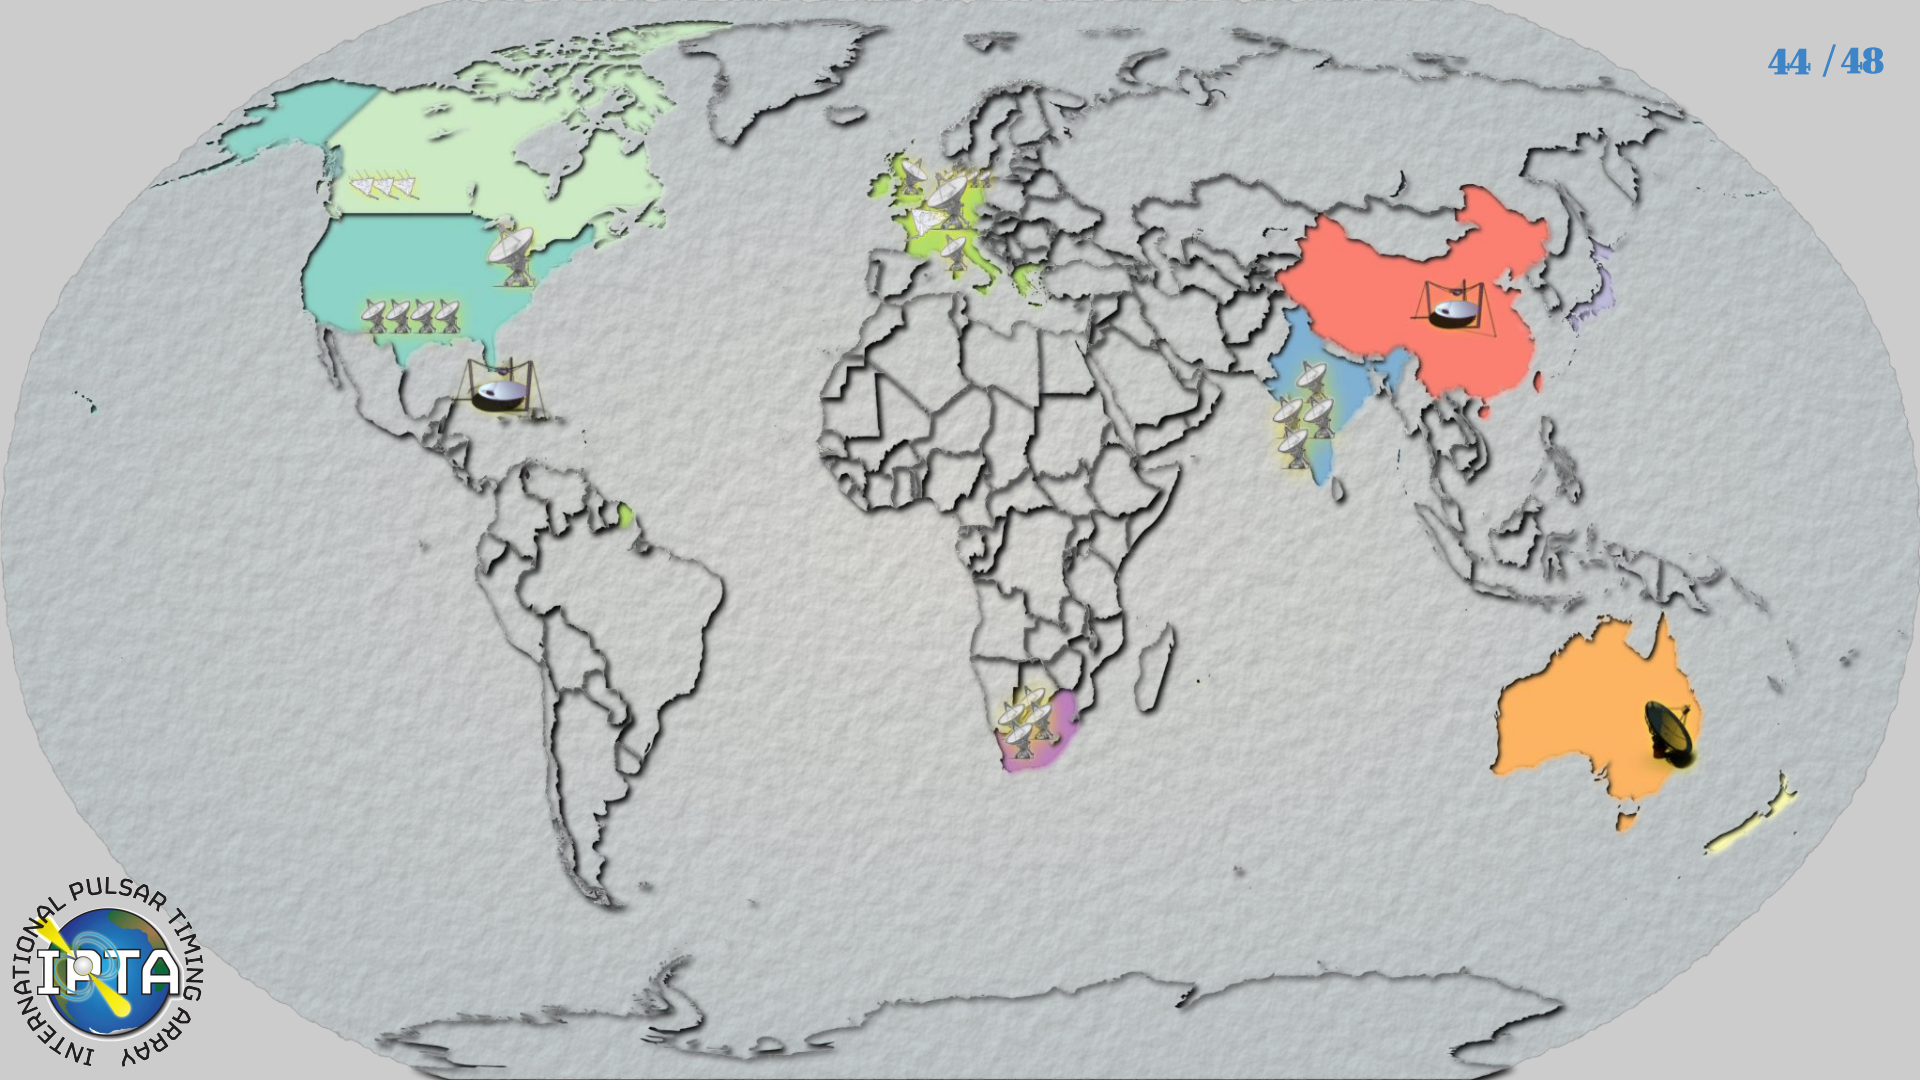 44 / 48
INTERNATIONAL PULSAR TIMING ARRAY
IPTA